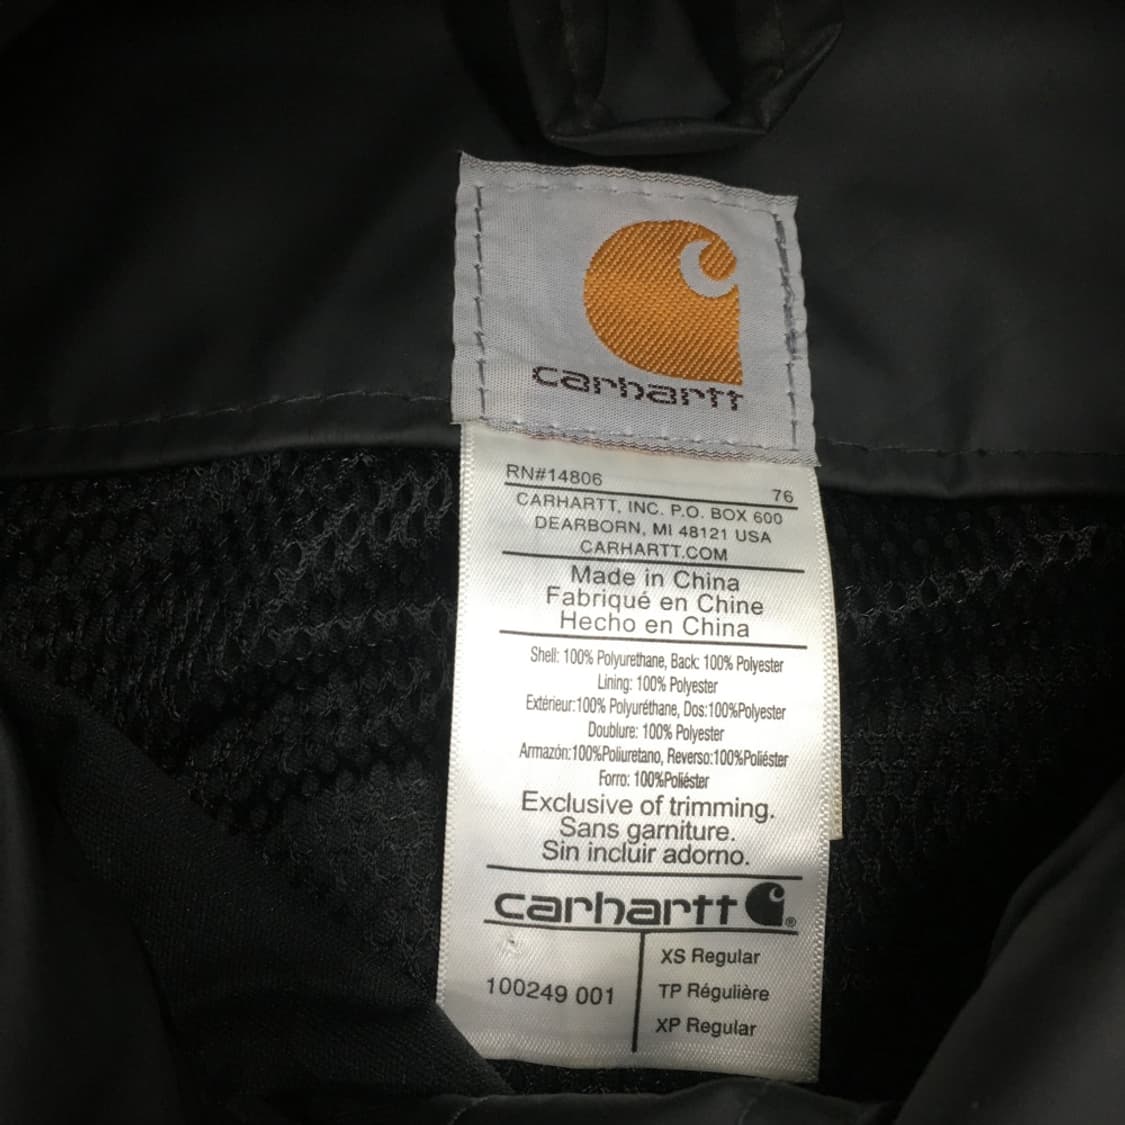 carhartt
RN#14806 76
CARHARTT, INC. P.O. BOX 600
DEARBORN, MI 48121 USA
CARHARTT.COM
Made in China
Fabriqué en Chine
Hecho en China
Shell: 100% Polyurethane, Back: 100% Polyester
Lining: 100% Polyester
Extérieur:100% Polyuréthane, Dos:100%Polyester
Doublure: 100% Polyester
Armazón:100%Poliuretano, Reverso:100%Poliéster
Forro: 100%Poliéster
Exclusive of trimming.
Sans garniture.
Sin incluir adorno.
carhartt ®
XS Regular
100249 001 TP Régulière
XP Regular